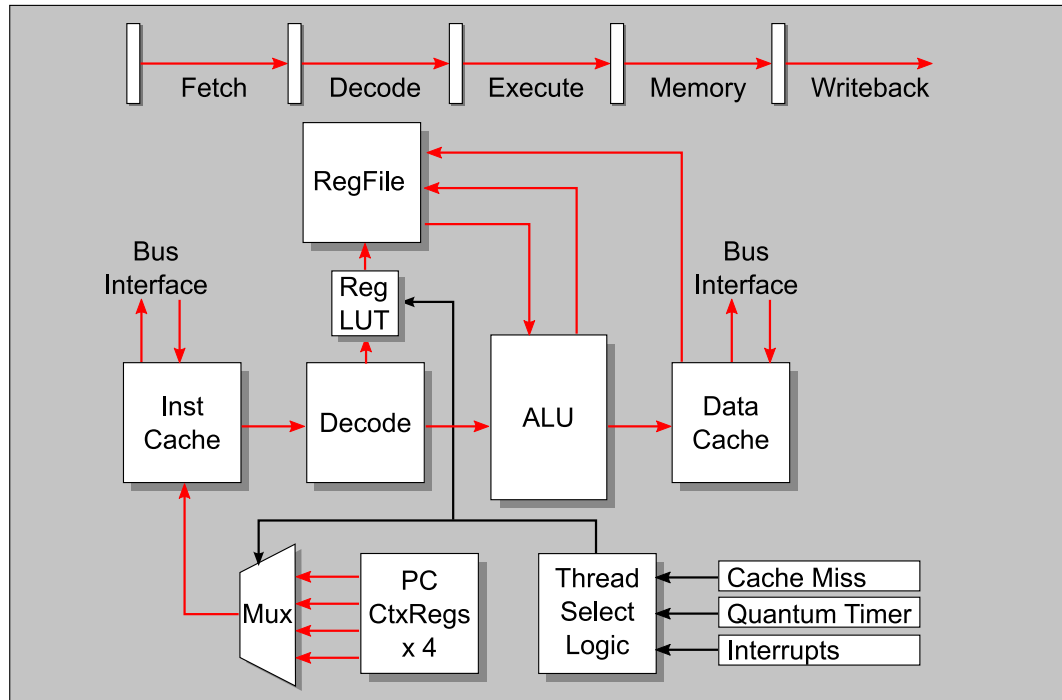 Fetch
Decode
Execute
Memory
Writeback
RegFile
Bus
Interface
Reg
LUT
Bus
Interface
Inst
Cache
Decode
ALU
Data
Cache
Mux
PC
CtxRegs
x 4
Thread
Select
Logic
Cache Miss
Quantum Timer
Interrupts